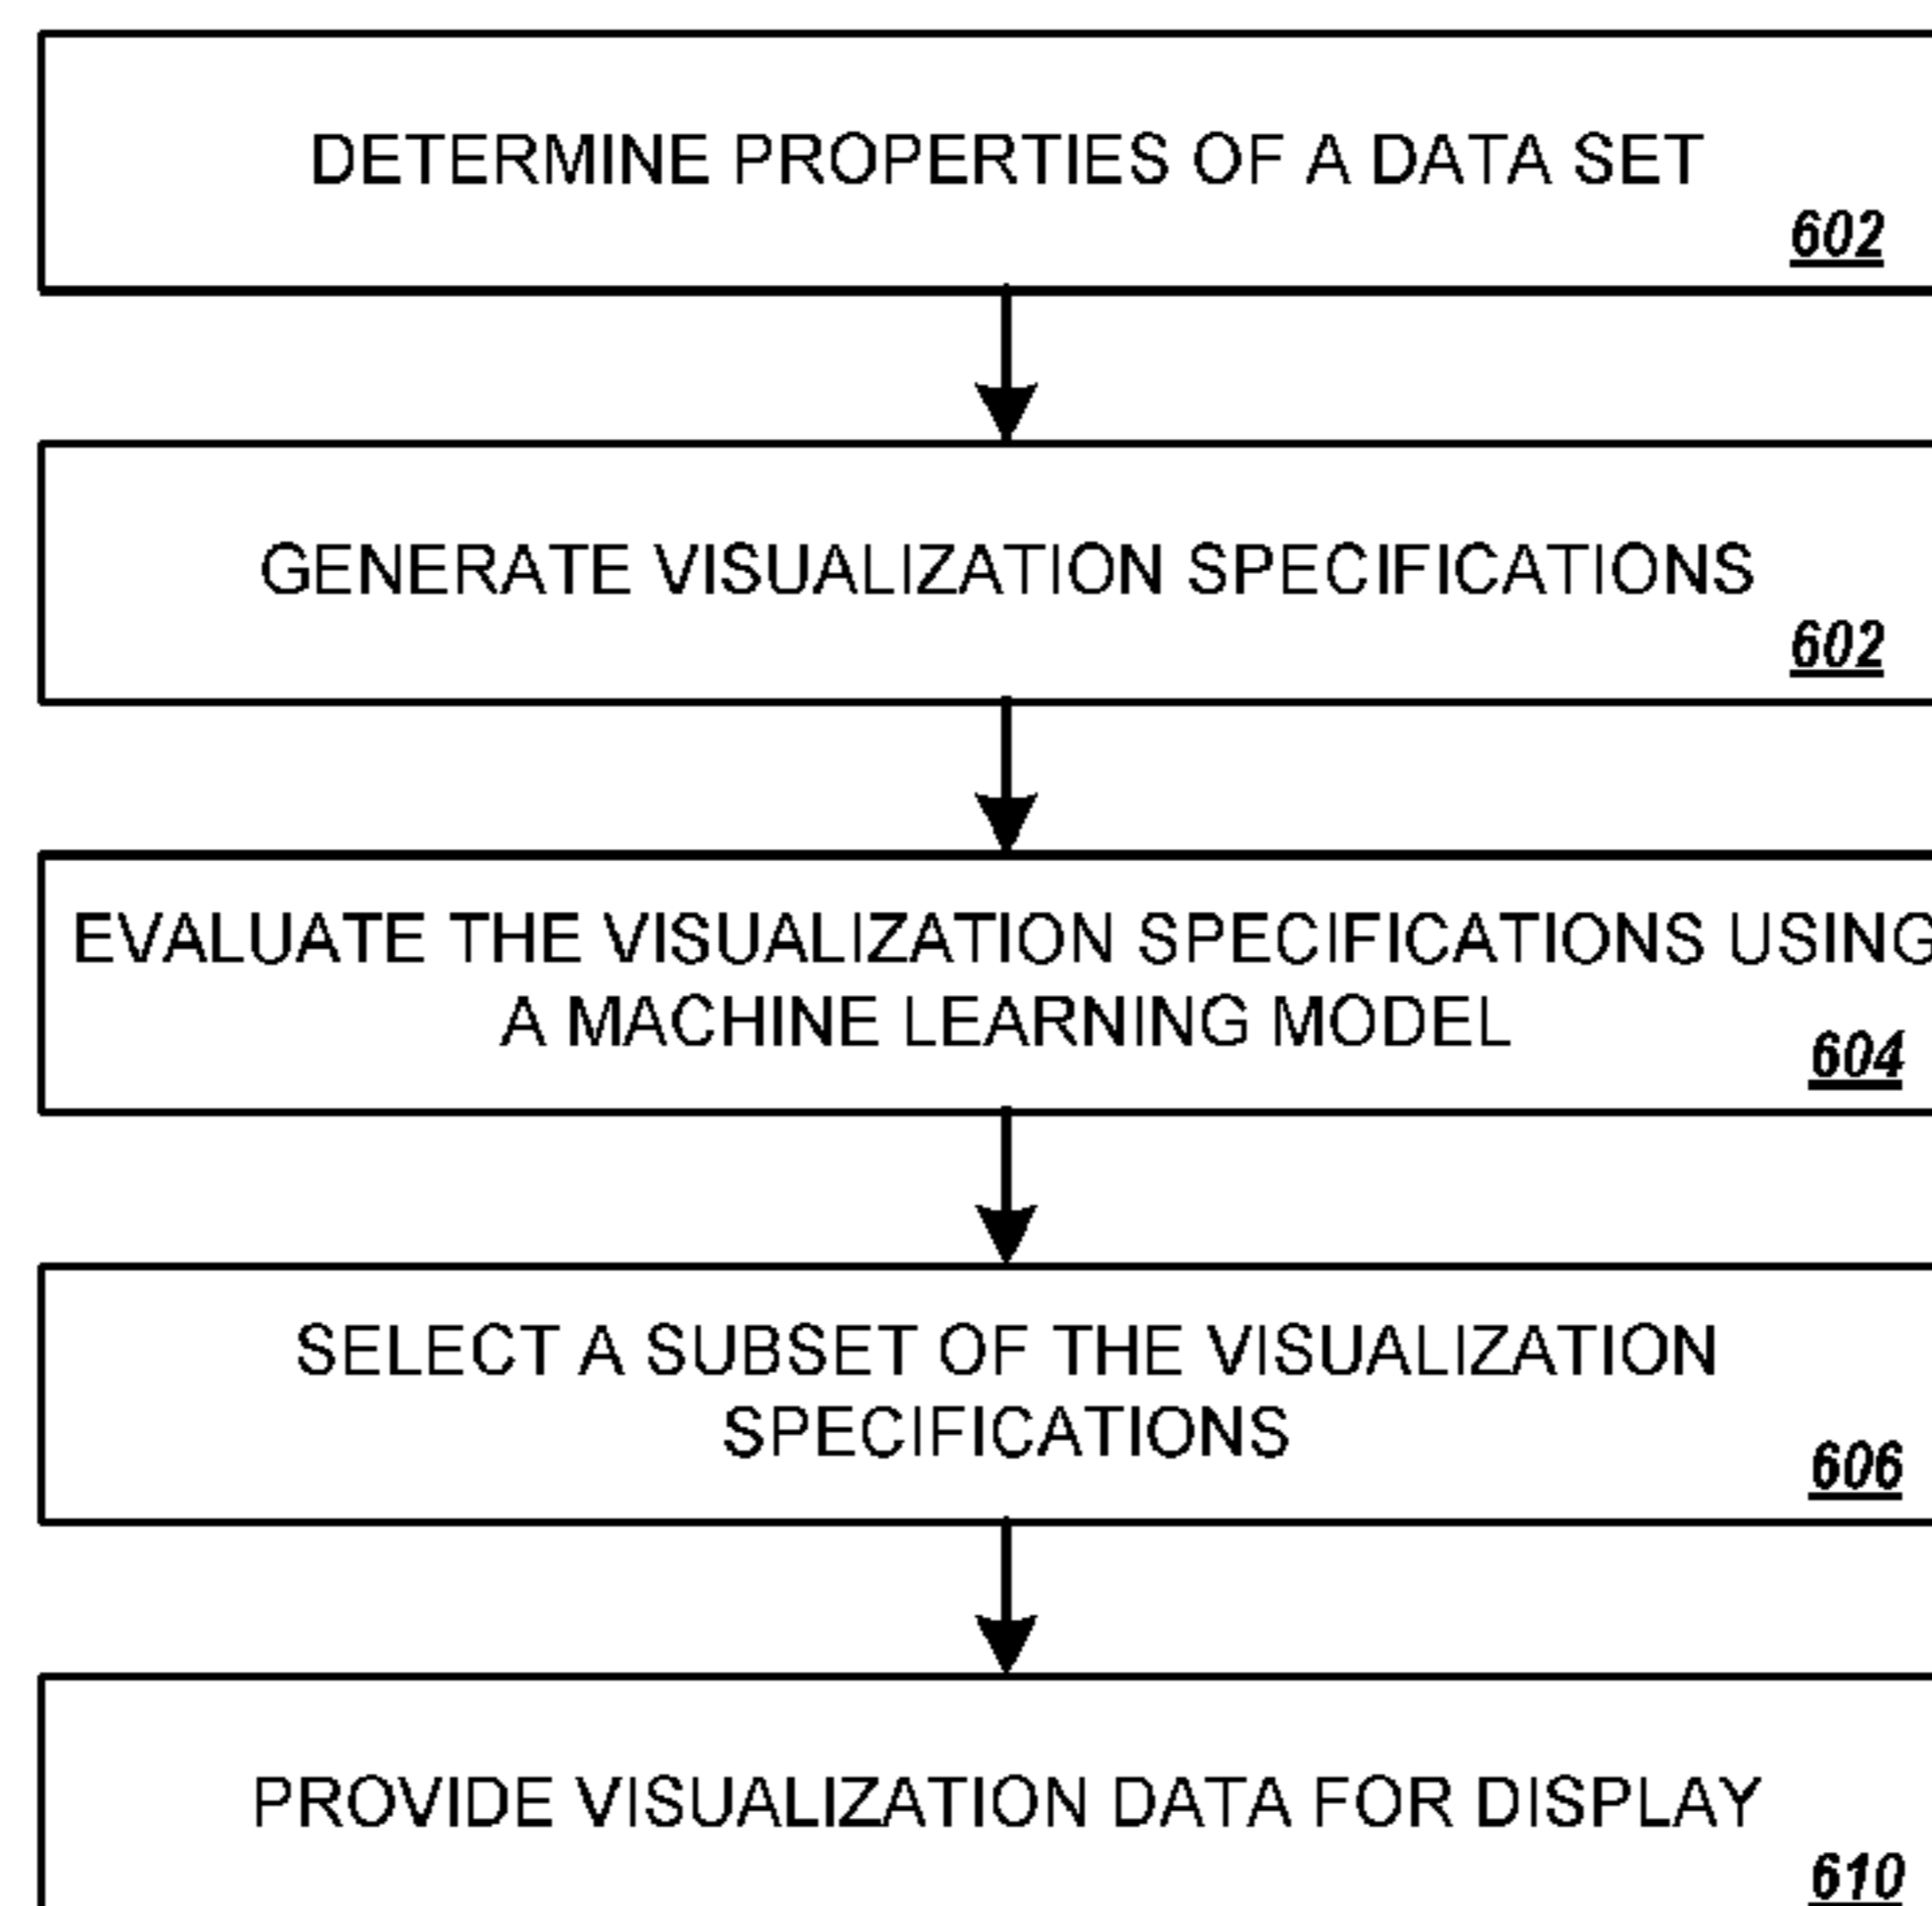 DETERMINE PROPERTIES OF A DATA SET
602
GENERATE VISUALIZATION SPECIFICATIONS
602
EVALUATE THE VISUALIZATION SPECIFICATIONS USING
A MACHINE LEARNING MODEL
604
SELECT A SUBSET OF THE VISUALIZATION
SPECIFICATIONS
606
PROVIDE VISUALIZATION DATA FOR DISPLAY
610